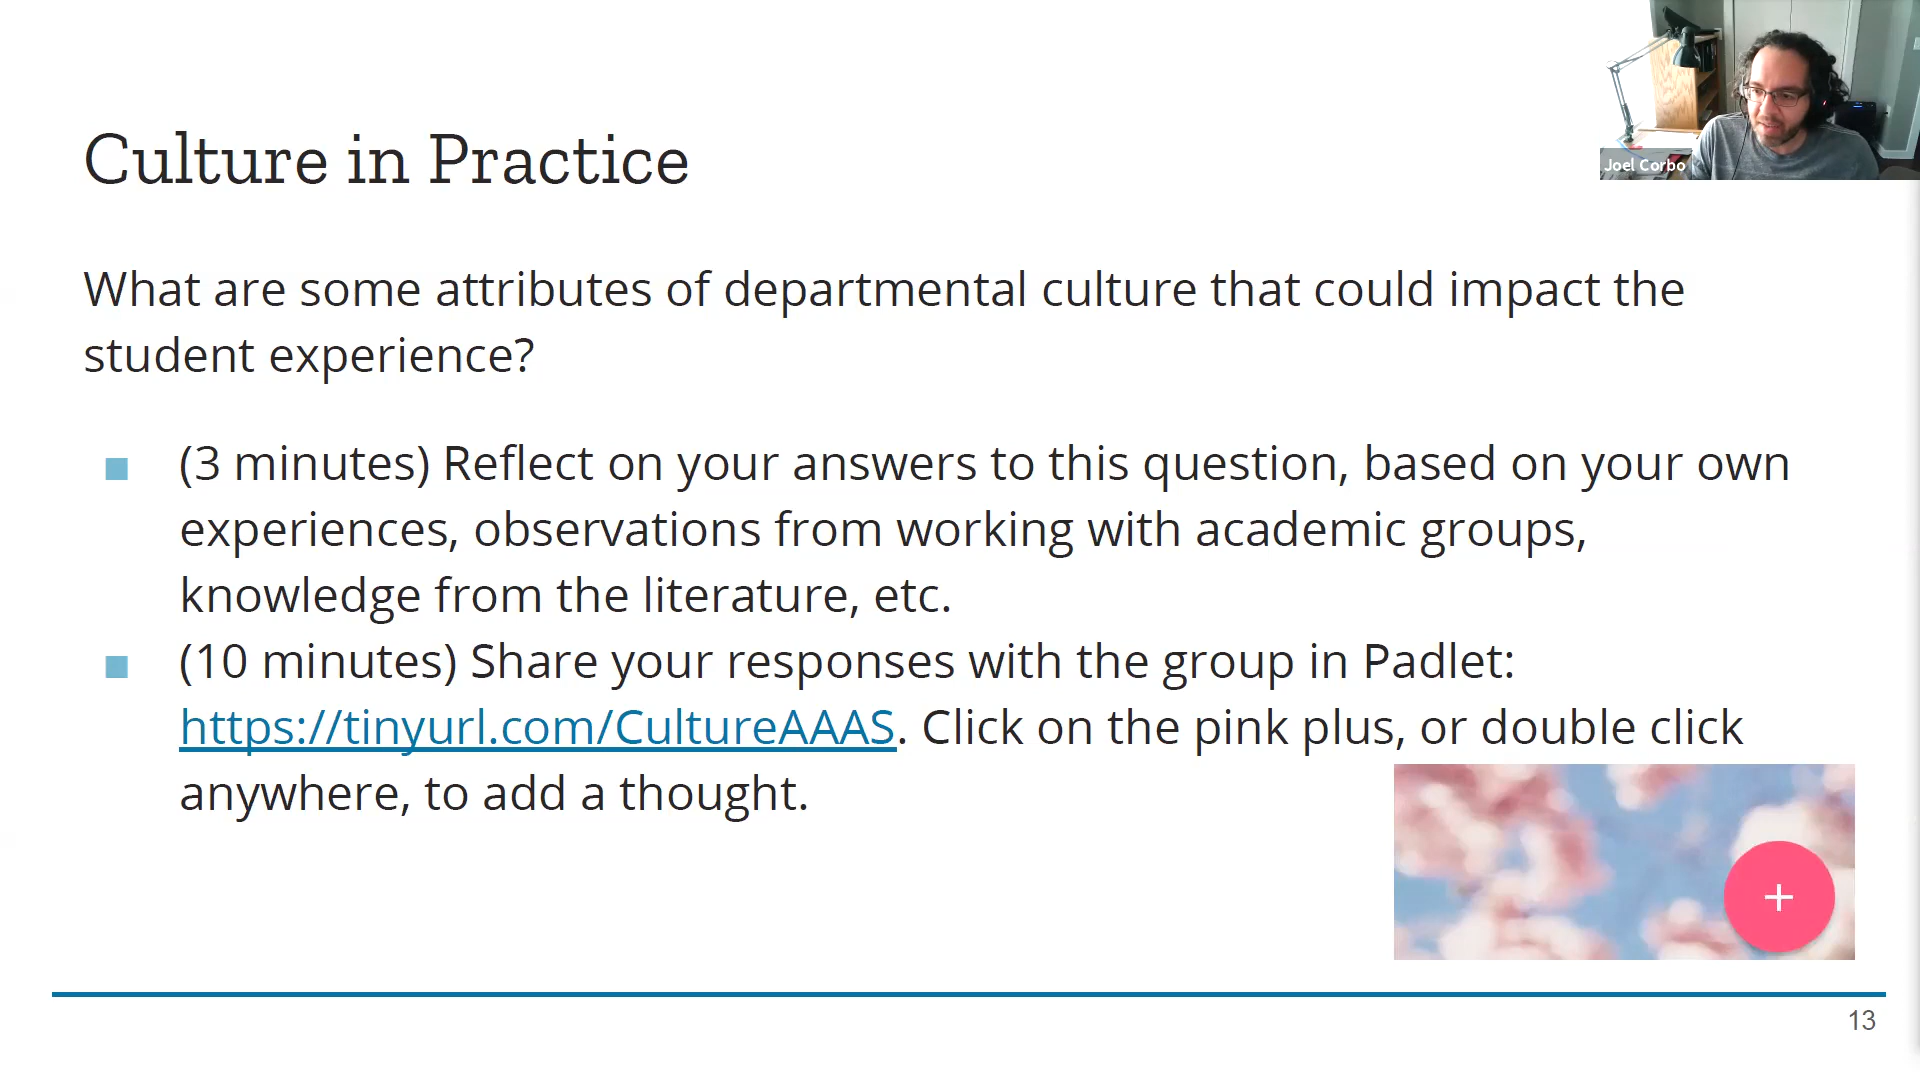 Joel Corbo
Culture in Practice
What are some attributes of departmental culture that could impact the
student experience?
(3 minutes) Reflect on your answers to this question, based on your own
experiences, observations from working with academic groups,
knowledge from the literature, etc.
(10 minutes) Share your responses with the group in Padlet:
https://tinyurl.com/CultureAAAS. Click on the pink plus, or double click
anywhere, to add a thought.
+
13